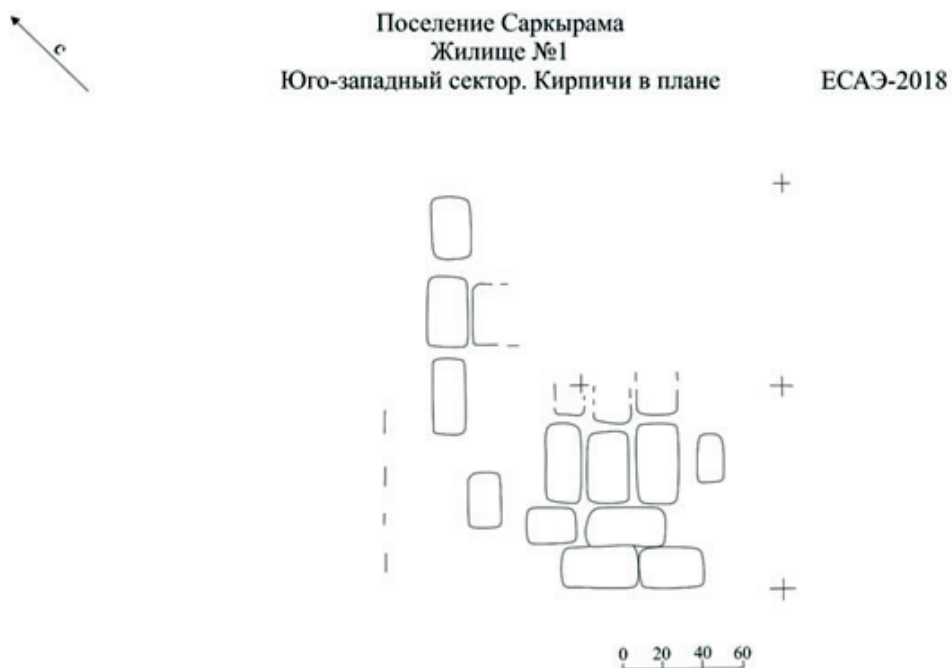 с
Поселение Саркырама
Жилище №1
Юго-западный сектор. Кирпичи в плане
ЕСАЭ-2018
0 20 40 60